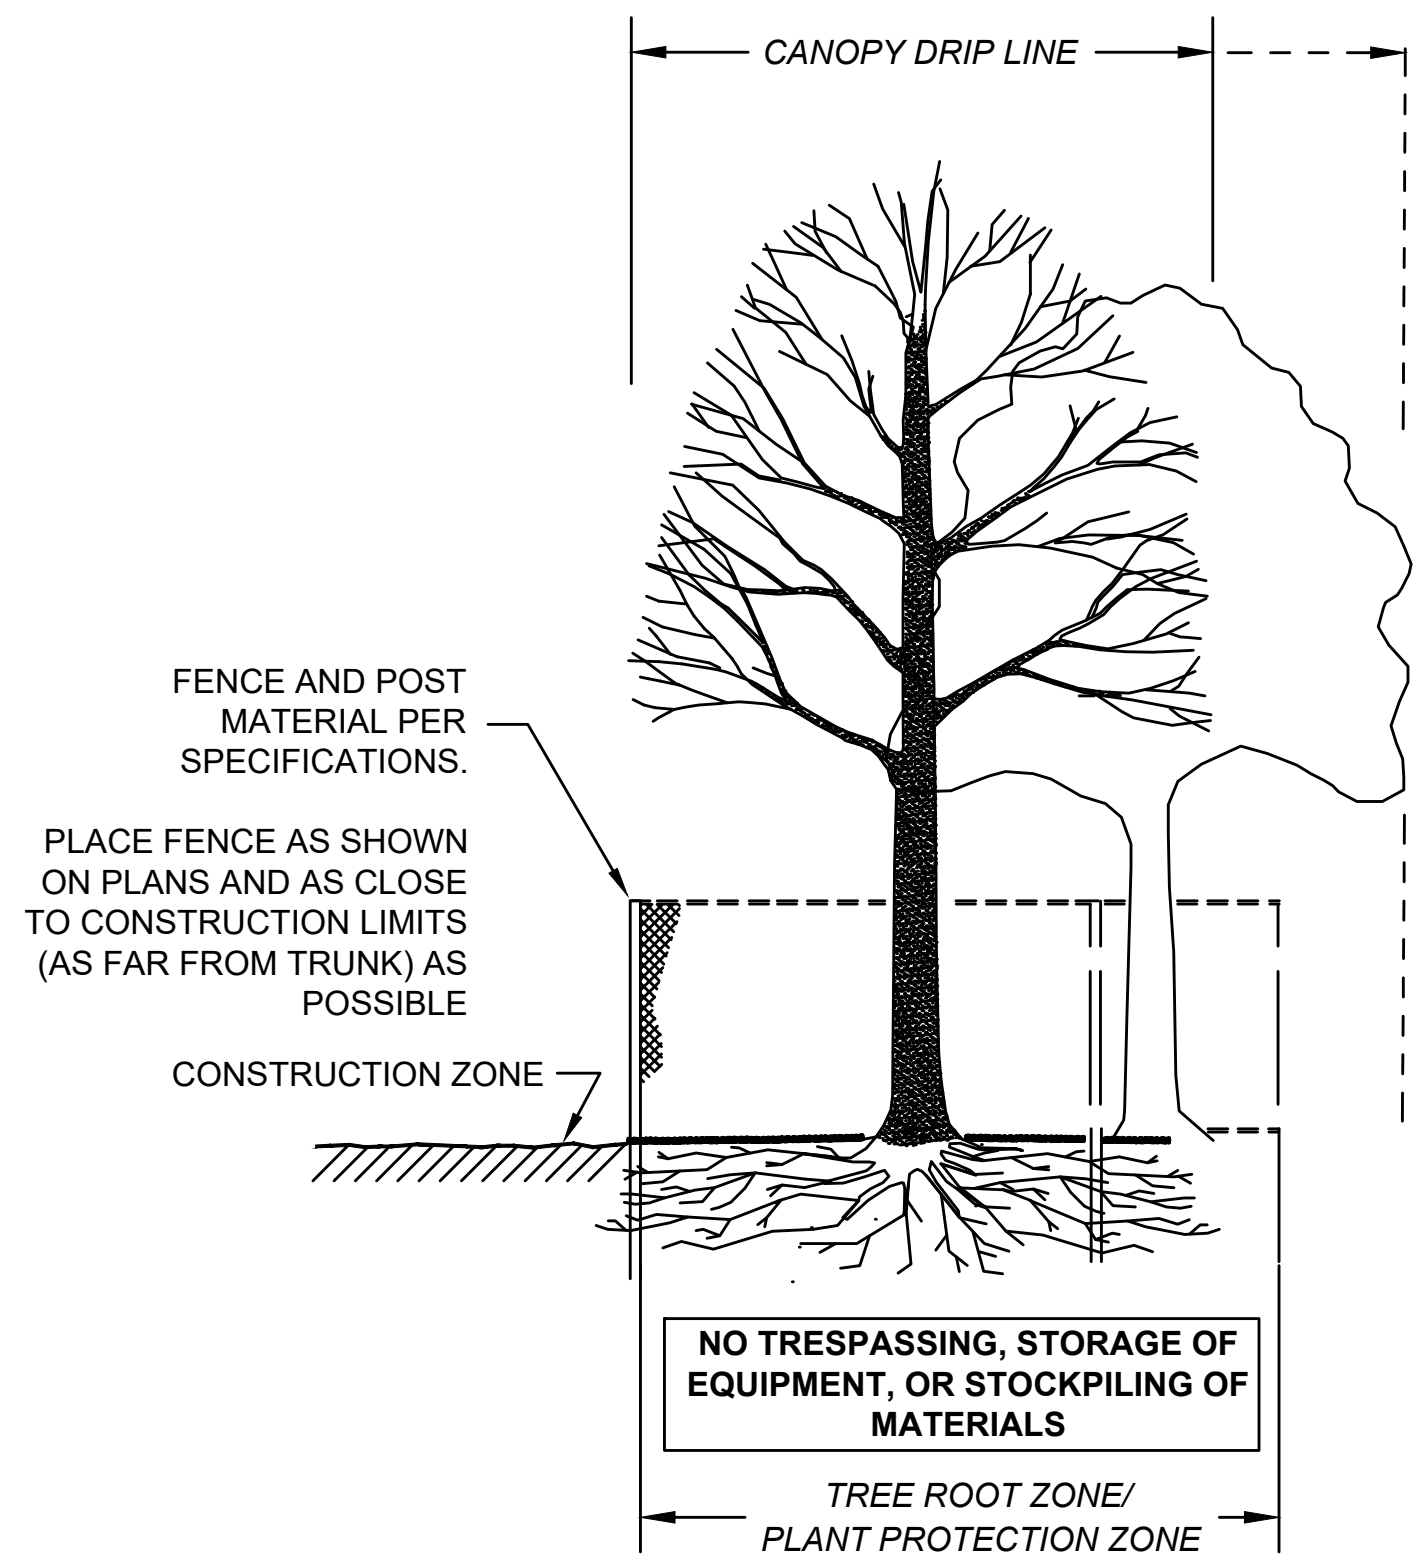 CANOPY DRIP LINE
FENCE AND POST
MATERIAL PER
SPECIFICATIONS.
PLACE FENCE AS SHOWN
ON PLANS AND AS CLOSE
TO CONSTRUCTION LIMITS
(AS FAR FROM TRUNK) AS
POSSIBLE
CONSTRUCTION ZONE
NO TRESPASSING, STORAGE OF
EQUIPMENT, OR STOCKPILING OF
MATERIALS
TREE ROOT ZONE/
PLANT PROTECTION ZONE